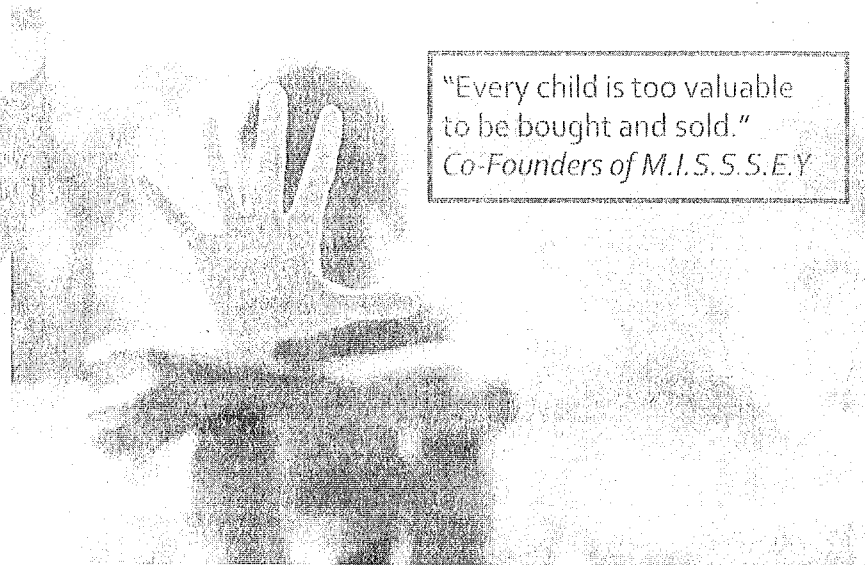 “Every child is too valuable
to be bought and sold.”
Co-Founders of M.I.S.S.S.E.Y